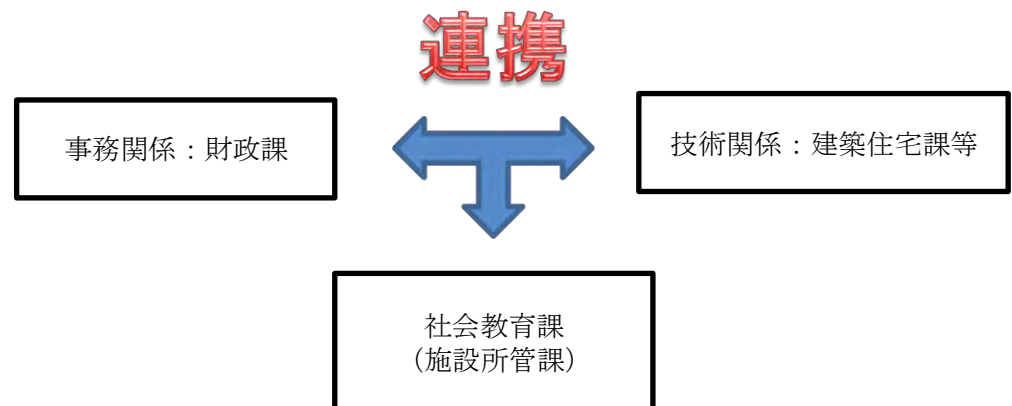 連携
事務関係：財政課
技術関係：建築住宅課等
社会教育課
（施設所管課）